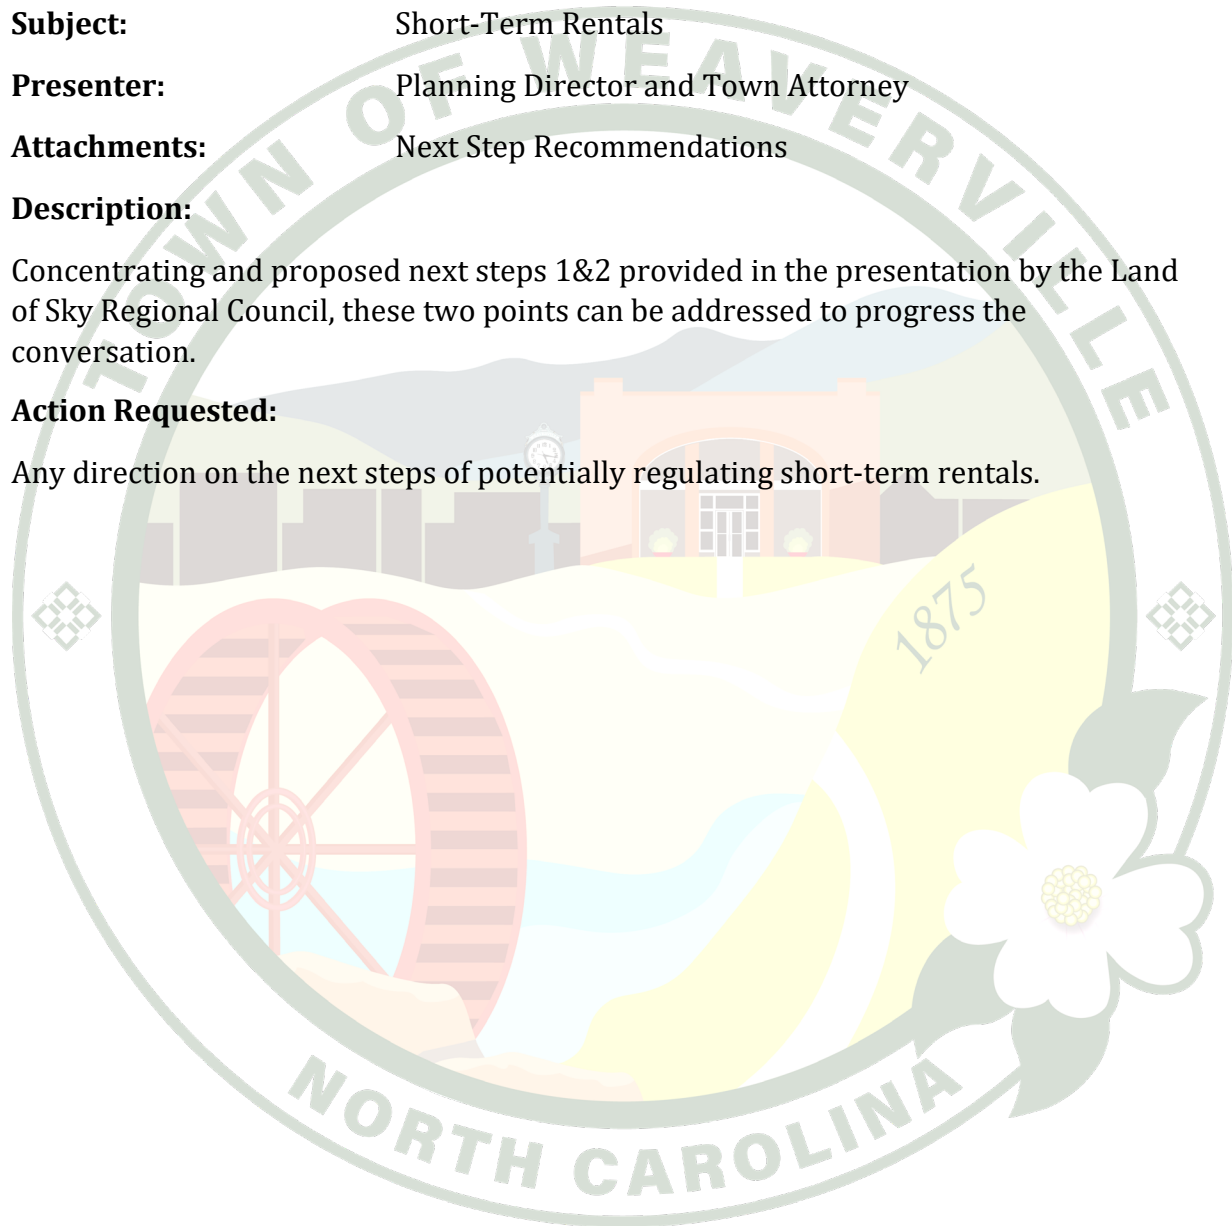 Subject: Short-Term Rentals
Presenter: Planning Director and Town Attorney
Attachments: Next Step Recommendations
Description:
Concentrating and proposed next steps 1&2 provided in the presentation by the Land
of Sky Regional Council, these two points can be addressed to progress the
conversation.
Action Requested:
Any direction on the next steps of potentially regulating short-term rentals.
TOWN OF WEAVERVILLE
1875
NORTH CAROLINA